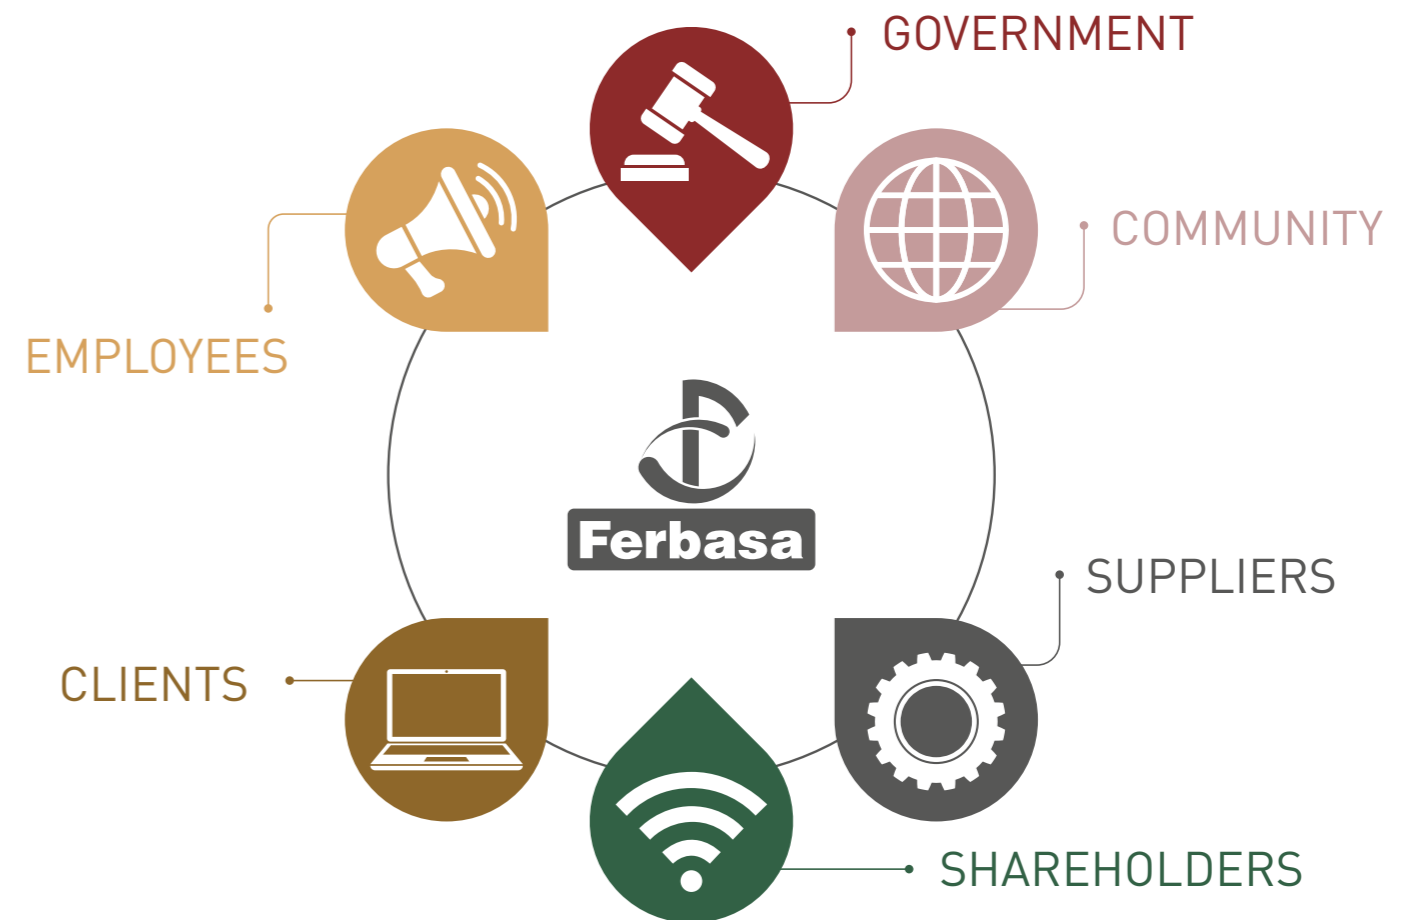 GOVERNMENT
COMMUNITY
EMPLOYEES
Ferbasa
SUPPLIERS
CLIENTS
SHAREHOLDERS